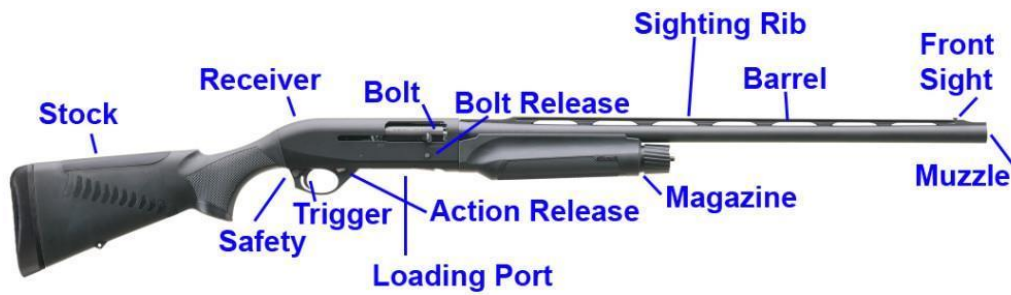 Sighting Rib
Front
Sight
Receiver
Barrel
Bolt
Stock
Bolt Release
Muzzle
Magazine
Trigger
Action Release
Safety
Loading Port